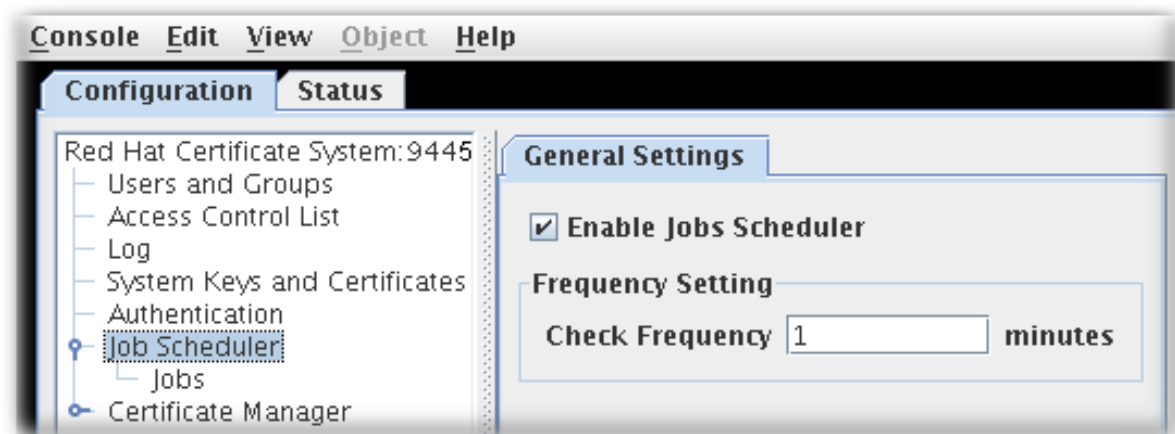 Console Edit View Object Help
Configuration Status
Red Hat Certificate System:9445
Users and Groups
Access Control List
Log
System Keys and Certificates
Authentication
Job Scheduler
Jobs
Certificate Manager
General Settings
Enable Jobs Scheduler
Frequency Setting
Check Frequency 1 minutes